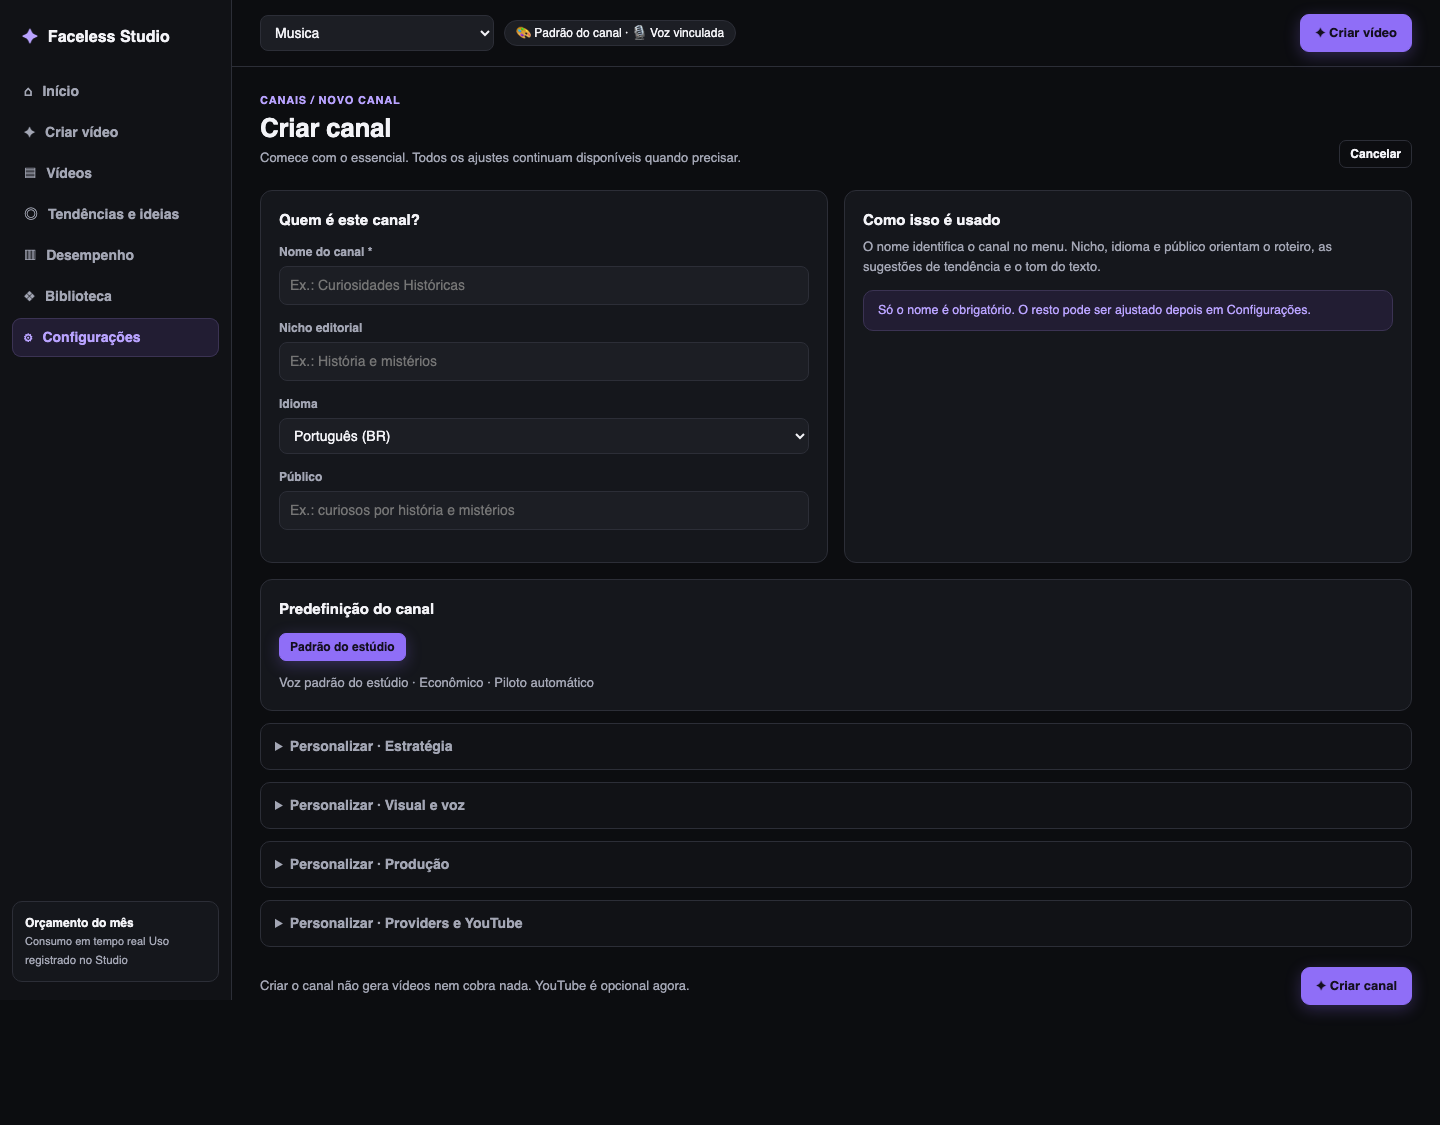 Faceless Studio
Início
Criar vídeo
Vídeos
Tendências e ideias
Desempenho
Biblioteca
Configurações
Orçamento do mês
Consumo em tempo real Uso
registrado no Studio
Musica
🎨 Padrão do canal · 🎙️ Voz vinculada
✦ Criar vídeo
CANAIS / NOVO CANAL
Criar canal
Comece com o essencial. Todos os ajustes continuam disponíveis quando precisar.
Cancelar
Quem é este canal?
Nome do canal *
Ex.: Curiosidades Históricas
Nicho editorial
Ex.: História e mistérios
Idioma
Português (BR)
Público
Ex.: curiosos por história e mistérios
Como isso é usado
O nome identifica o canal no menu. Nicho, idioma e público orientam o roteiro, as
sugestões de tendência e o tom do texto.
Só o nome é obrigatório. O resto pode ser ajustado depois em Configurações.
Predefinição do canal
Padrão do estúdio
Voz padrão do estúdio · Econômico · Piloto automático
Personalizar · Estratégia
Personalizar · Visual e voz
Personalizar · Produção
Personalizar · Providers e YouTube
Criar o canal não gera vídeos nem cobra nada. YouTube é opcional agora.
✦ Criar canal